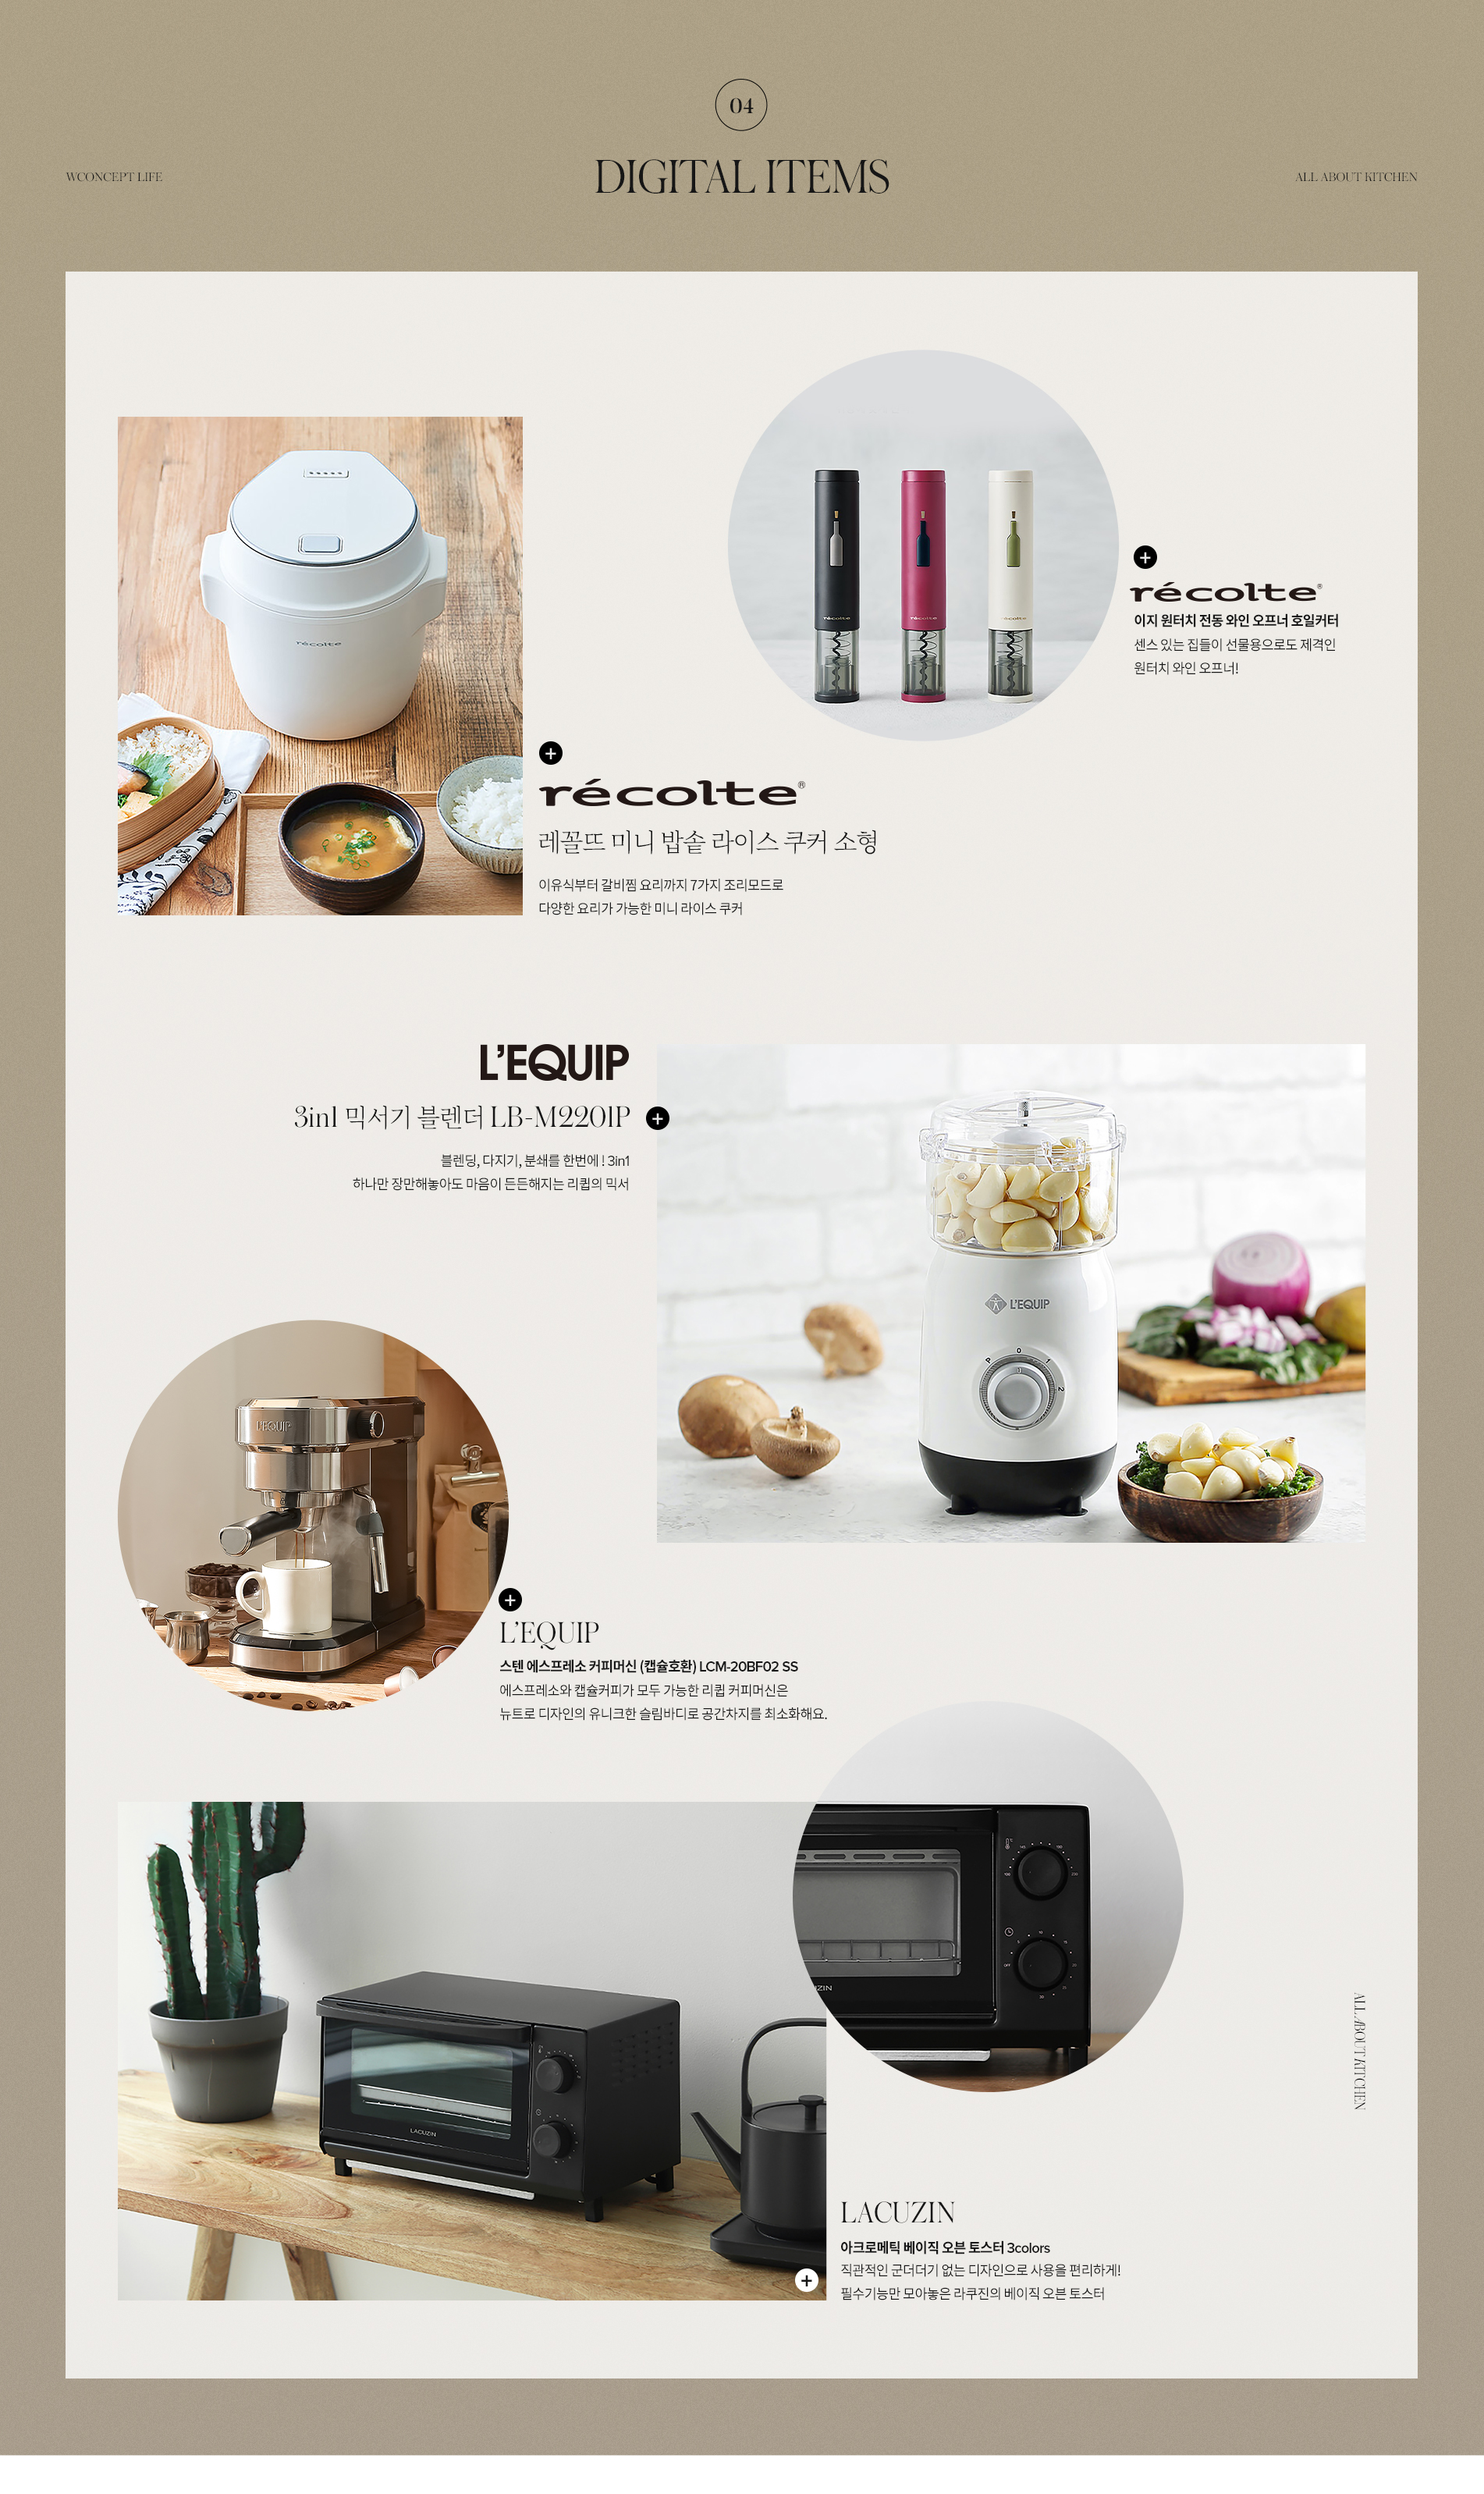 04
WCONCEPT LIFE
DIGITAL ITEMS
ALL ABOUT KITCHEN
récolte
récolte
récolte
récolte
récolte®
이지 원터치 전동 와인 오프너 호일커터
센스 있는 집들이 선물용으로도 제격인
원터치 와인 오프너!
récolte®
레꼴뜨 미니 밥솥 라이스 쿠커 소형
이유식부터 갈비찜 요리까지 7가지 조리모드로
다양한 요리가 가능한 미니 라이스 쿠커
L'EQUIP
3in1 믹서기 블렌더 LB-M2201P
블렌딩, 다지기, 분쇄를 한번에 ! 3in1
하나만 장만해놓아도 마음이 든든해지는 리큅의 믹서
L'EQUIP
P 0 1 2
L'EQUIP
L'EQUIP
스텐 에스프레소 커피머신 (캡슐호환) LCM-20BF02 SS
에스프레소와 캡슐커피가 모두 가능한 리큅 커피머신은
뉴트로 디자인의 유니크한 슬림바디로 공간차지를 최소화해요.
UZIN
LACUZIN
ALL ABOUT KITCHEN
LACUZIN
아크로메틱 베이직 오븐 토스터 3colors
직관적인 군더더기 없는 디자인으로 사용을 편리하게!
필수기능만 모아놓은 라쿠진의 베이직 오븐 토스터